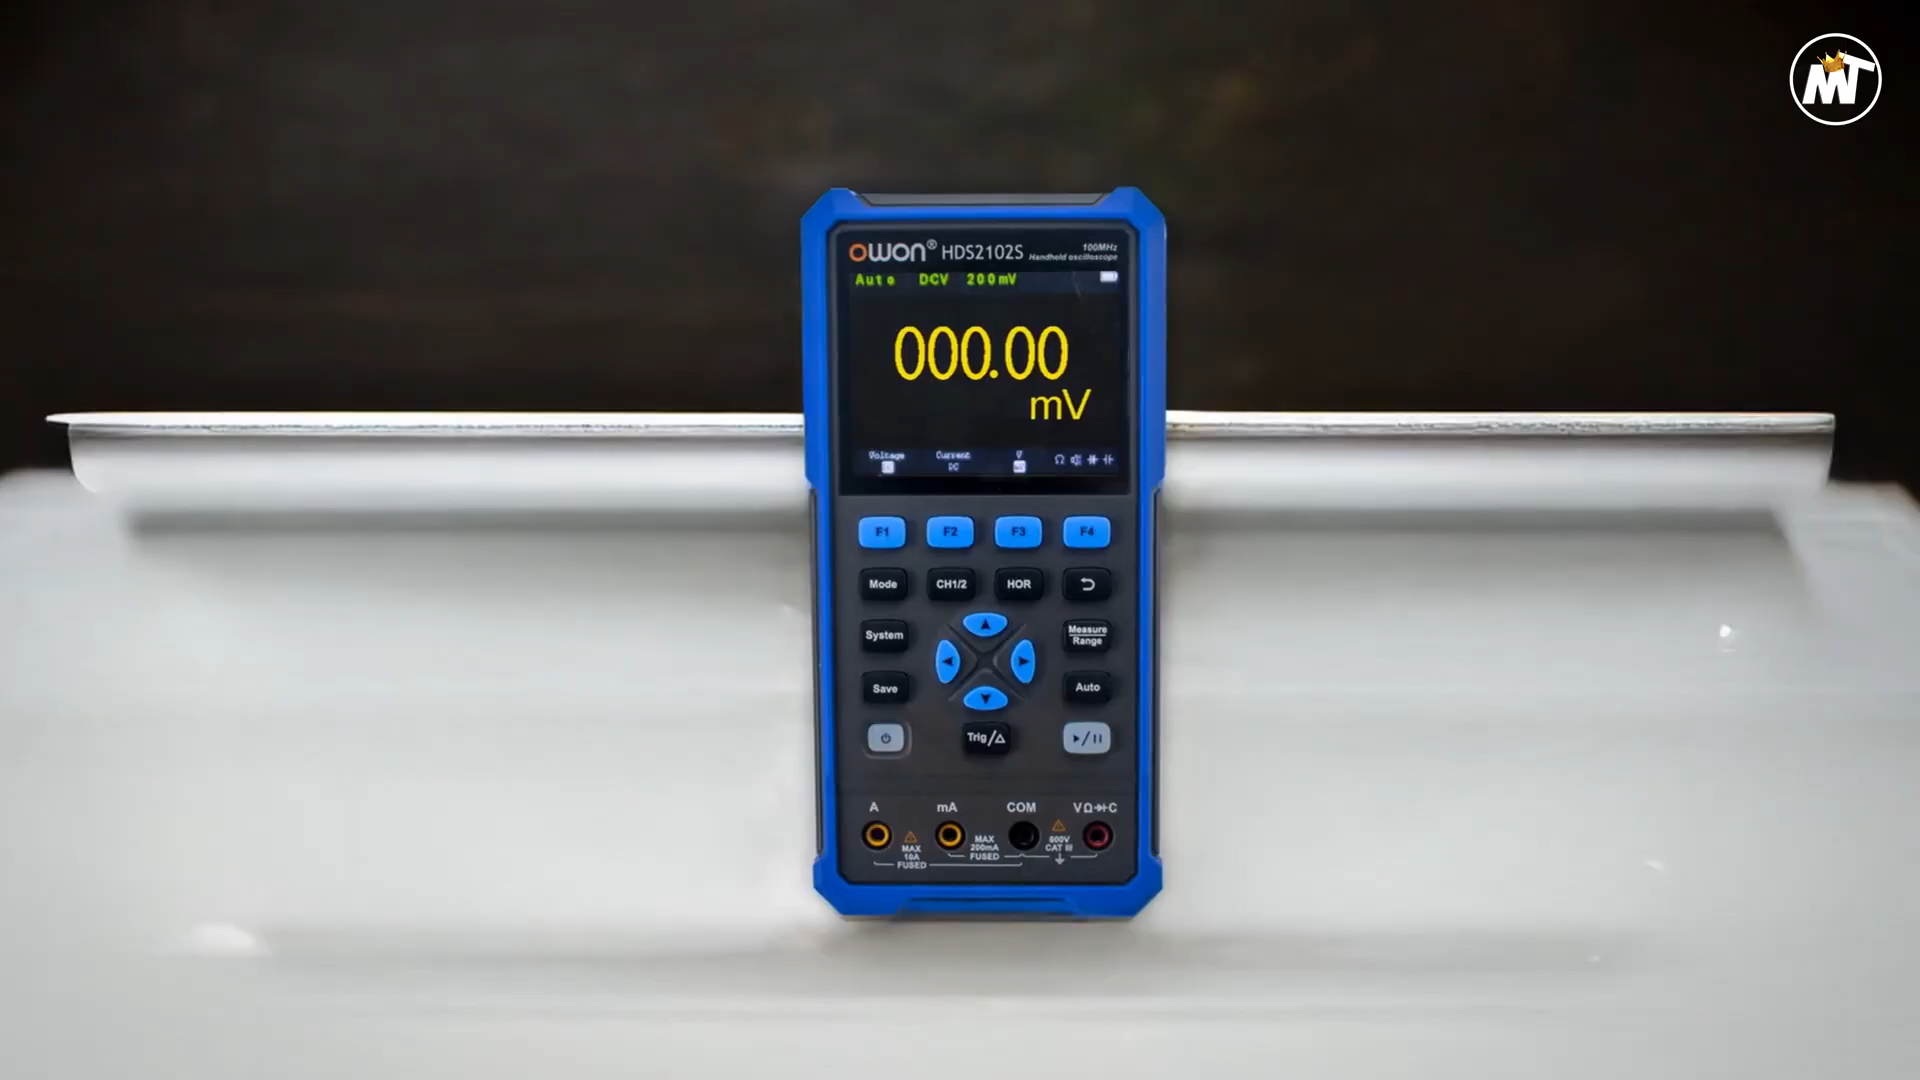 MT
OWON® HDS2102S 100MHz
Handheld oscilloscope
Auto DCV 200mV
000.00
mV
Voltage Current V Ω
DC
F1 F2 F3 F4
Mode CH1/2 HOR
System Measure
Range
Save Auto
Trig/△
A mA COM VΩ C
MAX
10A
FUSED
MAX
200mA
FUSED
600V
CAT III